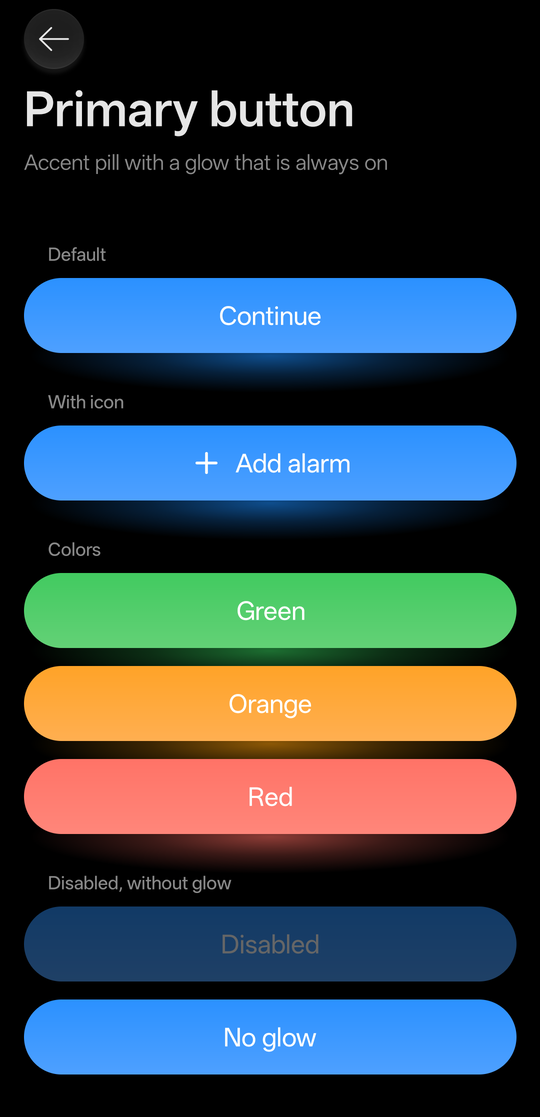 Primary button
Accent pill with a glow that is always on
Default
Continue
With icon
Add alarm
Colors
Green
Orange
Red
Disabled, without glow
Disabled
No glow